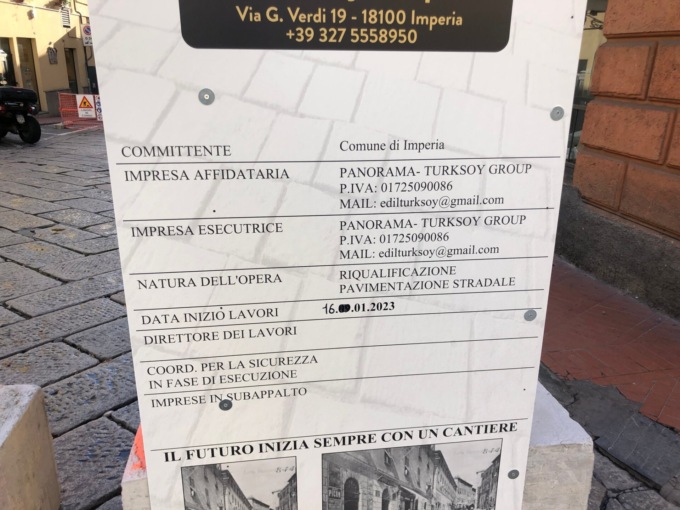 Via G. Verdi 19 - 18100 Imperia
+39 327 5558950
COMMITTENTE Comune di Imperia
IMPRESA AFFIDATARIA PANORAMA- TURKSOY GROUP
P.IVA: 01725090086
MAIL: edilturksoy@gmail.com
IMPRESA ESECUTRICE PANORAMA- TURKSOY GROUP
P.IVA: 01725090086
MAIL: edilturksoy@gmail.com
NATURA DELL'OPERA RIQUALIFICAZIONE
PAVIMENTAZIONE STRADALE
DATA INIZIO LAVORI 16.01.2023
DIRETTORE DEI LAVORI
COORD. PER LA SICUREZZA
IN FASE DI ESECUZIONE
IMPRESE IN SUBAPPALTO
IL FUTURO INIZIA SEMPRE CON UN CANTIERE